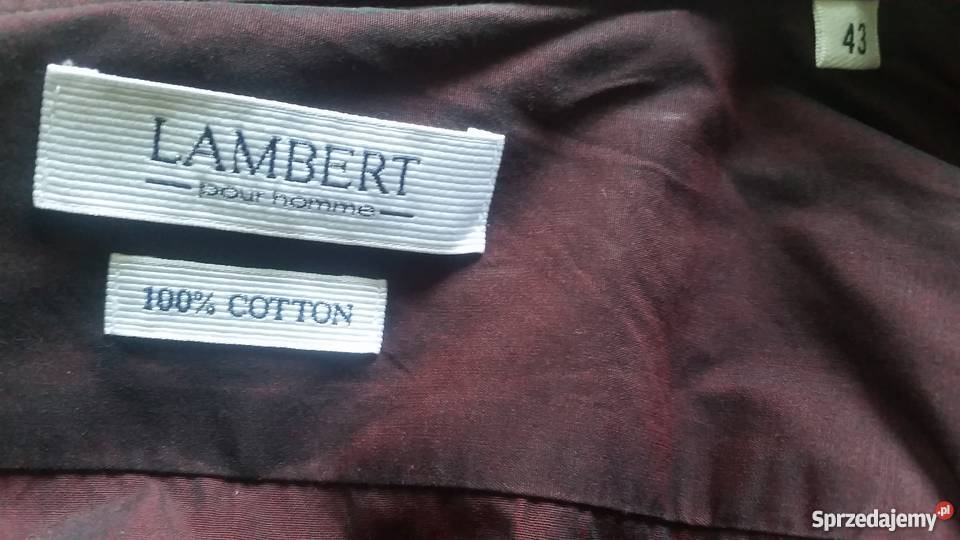 43
LAMBERT
pour homme
100% COTTON
Sprzedajemy.pl